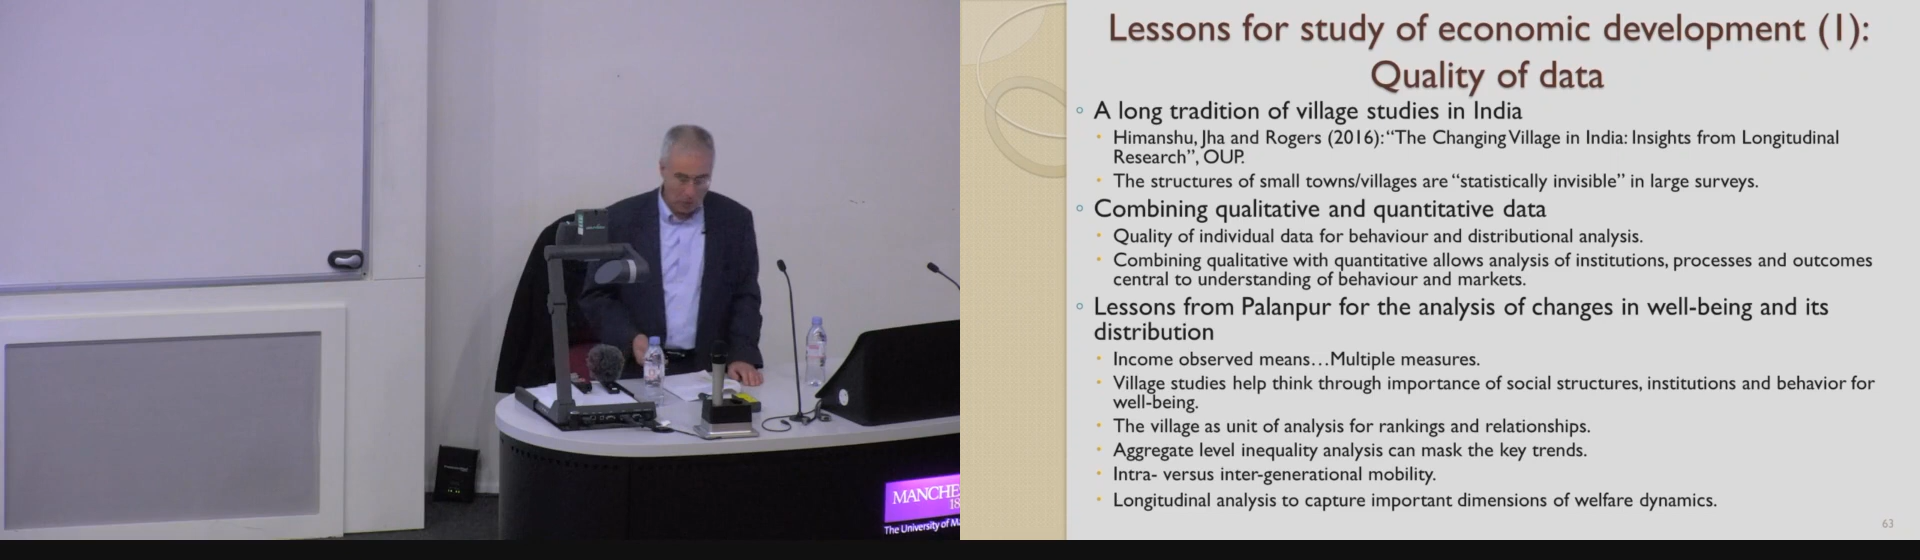 Lessons for study of economic development (1):
Quality of data
A long tradition of village studies in India
Himanshu, Jha and Rogers (2016): “The Changing Village in India: Insights from Longitudinal
Research”, OUP.
The structures of small towns/villages are “statistically invisible” in large surveys.
Combining qualitative and quantitative data
Quality of individual data for behaviour and distributional analysis.
Combining qualitative with quantitative allows analysis of institutions, processes and outcomes
central to understanding of behaviour and markets.
Lessons from Palanpur for the analysis of changes in well-being and its
distribution
Income observed means…Multiple measures.
Village studies help think through importance of social structures, institutions and behavior for
well-being.
The village as unit of analysis for rankings and relationships.
Aggregate level inequality analysis can mask the key trends.
Intra- versus inter-generational mobility.
Longitudinal analysis to capture important dimensions of welfare dynamics.
63
MANCHE
18
The University of M